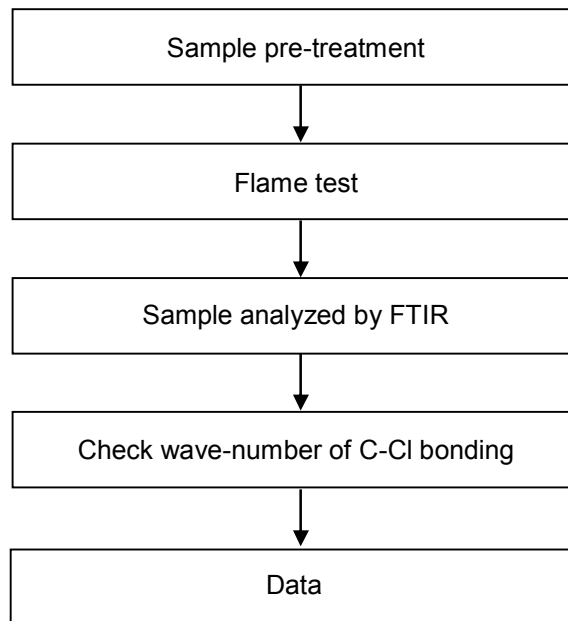 Sample pre-treatment
Flame test
Sample analyzed by FTIR
Check wave-number of C-Cl bonding
Data